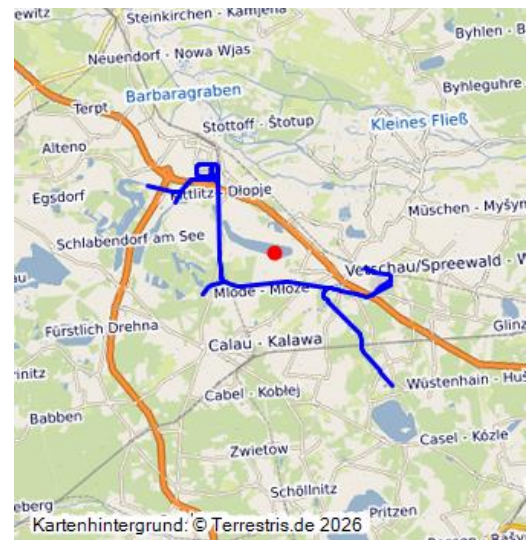 Steinkirchen - Kamjena
Byhlen - B
Neuendorf - Nowa Wjas
Byhleguhre
Barbaragraben
Terpt
Stottoff - Štotup
Kleines Fließ
Alteno
Egsdorf
ttlitz - Dłopje
Müschen - Myšyn
Schlabendorf am See
Vetschau/Spreewald - W
Mlode - Młoźe
Fürstlich Drehna
Glinz
Calau - Kalawa
Wüstenhain - Huš
Cabel - Kobłej
Babben
Casel - Kózle
Zwietow
Schöllnitz
Pritzen
Kartenhintergrund: © Terrestris.de 2026